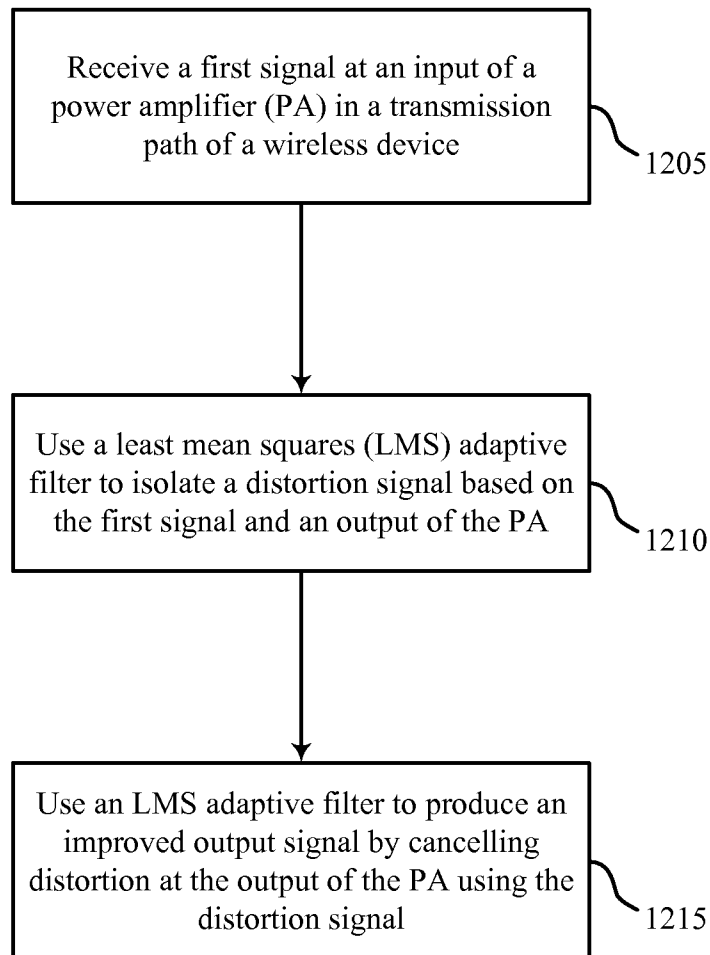 Receive a first signal at an input of a
power amplifier (PA) in a transmission
path of a wireless device
1205
Use a least mean squares (LMS) adaptive
filter to isolate a distortion signal based on
the first signal and an output of the PA
1210
Use an LMS adaptive filter to produce an
improved output signal by cancelling
distortion at the output of the PA using the
distortion signal
1215